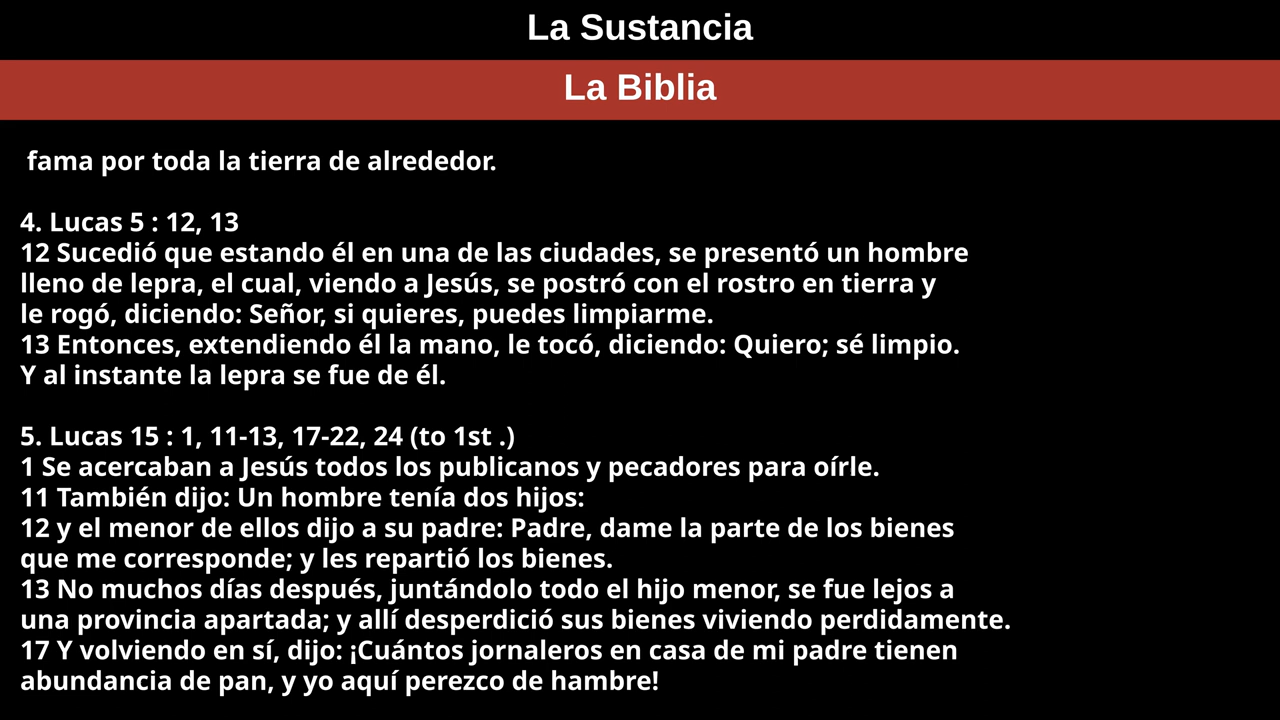 La Sustancia
La Biblia
fama por toda la tierra de alrededor.
4. Lucas 5 : 12, 13
12 Sucedió que estando él en una de las ciudades, se presentó un hombre
lleno de lepra, el cual, viendo a Jesús, se postró con el rostro en tierra y
le rogó, diciendo: Señor, si quieres, puedes limpiarme.
13 Entonces, extendiendo él la mano, le tocó, diciendo: Quiero; sé limpio.
Y al instante la lepra se fue de él.
5. Lucas 15 : 1, 11-13, 17-22, 24 (to 1st .)
1 Se acercaban a Jesús todos los publicanos y pecadores para oírle.
11 También dijo: Un hombre tenía dos hijos:
12 y el menor de ellos dijo a su padre: Padre, dame la parte de los bienes
que me corresponde; y les repartió los bienes.
13 No muchos días después, juntándolo todo el hijo menor, se fue lejos a
una provincia apartada; y allí desperdició sus bienes viviendo perdidamente.
17 Y volviendo en sí, dijo: ¡Cuántos jornaleros en casa de mi padre tienen
abundancia de pan, y yo aquí perezco de hambre!